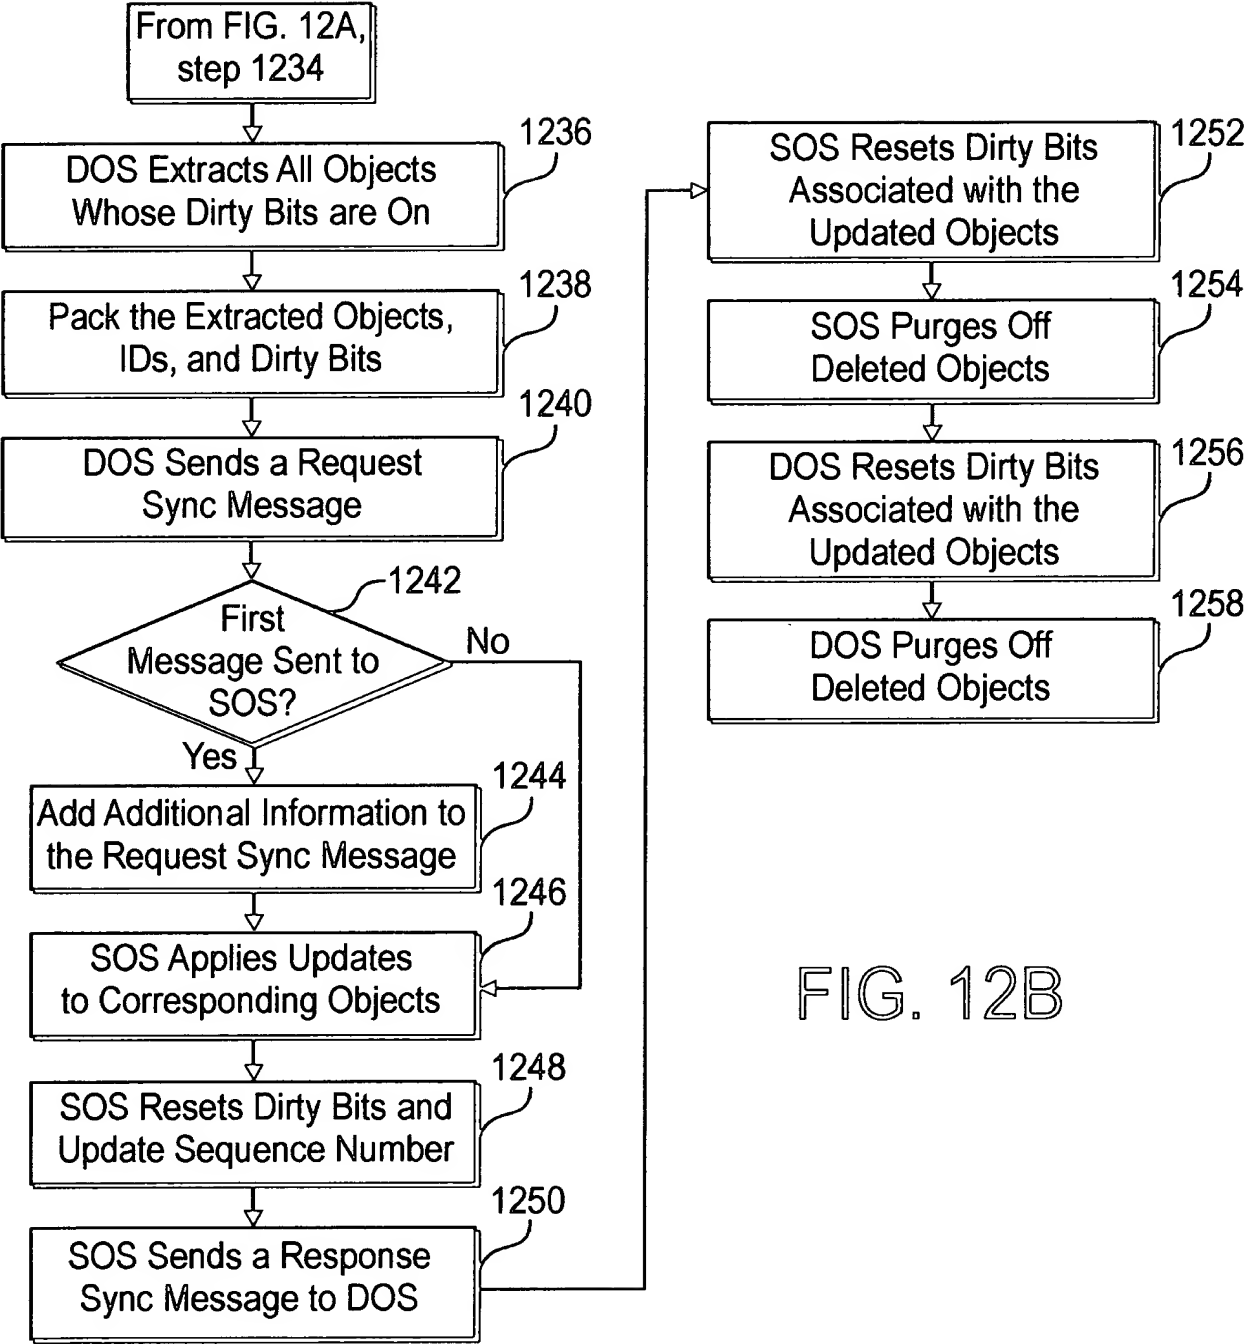 From FIG. 12A,
step 1234
1236
DOS Extracts All Objects
Whose Dirty Bits are On
1238
Pack the Extracted Objects,
IDs, and Dirty Bits
1240
DOS Sends a Request
Sync Message
1242
First
Message Sent to
SOS?
No
Yes
1244
Add Additional Information to
the Request Sync Message
1246
SOS Applies Updates
to Corresponding Objects
1248
SOS Resets Dirty Bits and
Update Sequence Number
1250
SOS Sends a Response
Sync Message to DOS
1252
SOS Resets Dirty Bits
Associated with the
Updated Objects
1254
SOS Purges Off
Deleted Objects
1256
DOS Resets Dirty Bits
Associated with the
Updated Objects
1258
DOS Purges Off
Deleted Objects
FIG. 12B